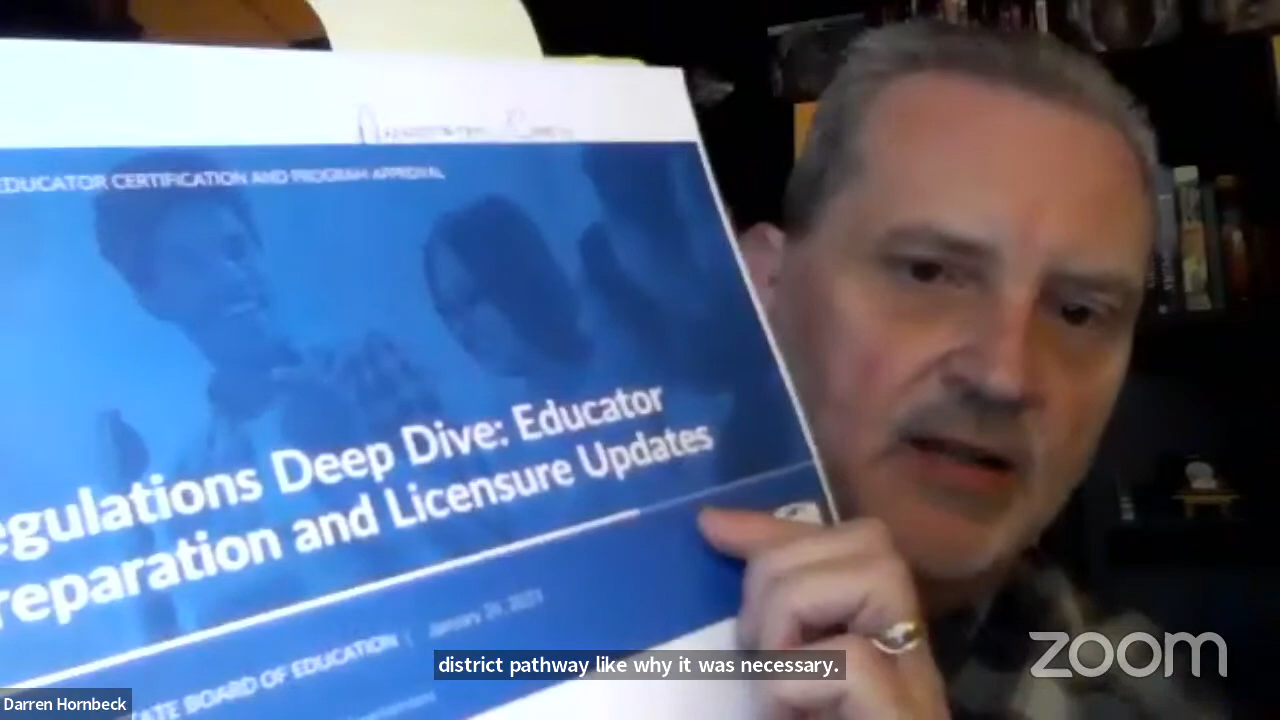 EDUCATOR CERTIFICATION AND PROGRAM APPROVAL
egulations Deep Dive: Educator
reparation and Licensure Updates
TATE BOARD OF EDUCATION |
district pathway like why it was necessary.
zoom
Darren Hornbeck